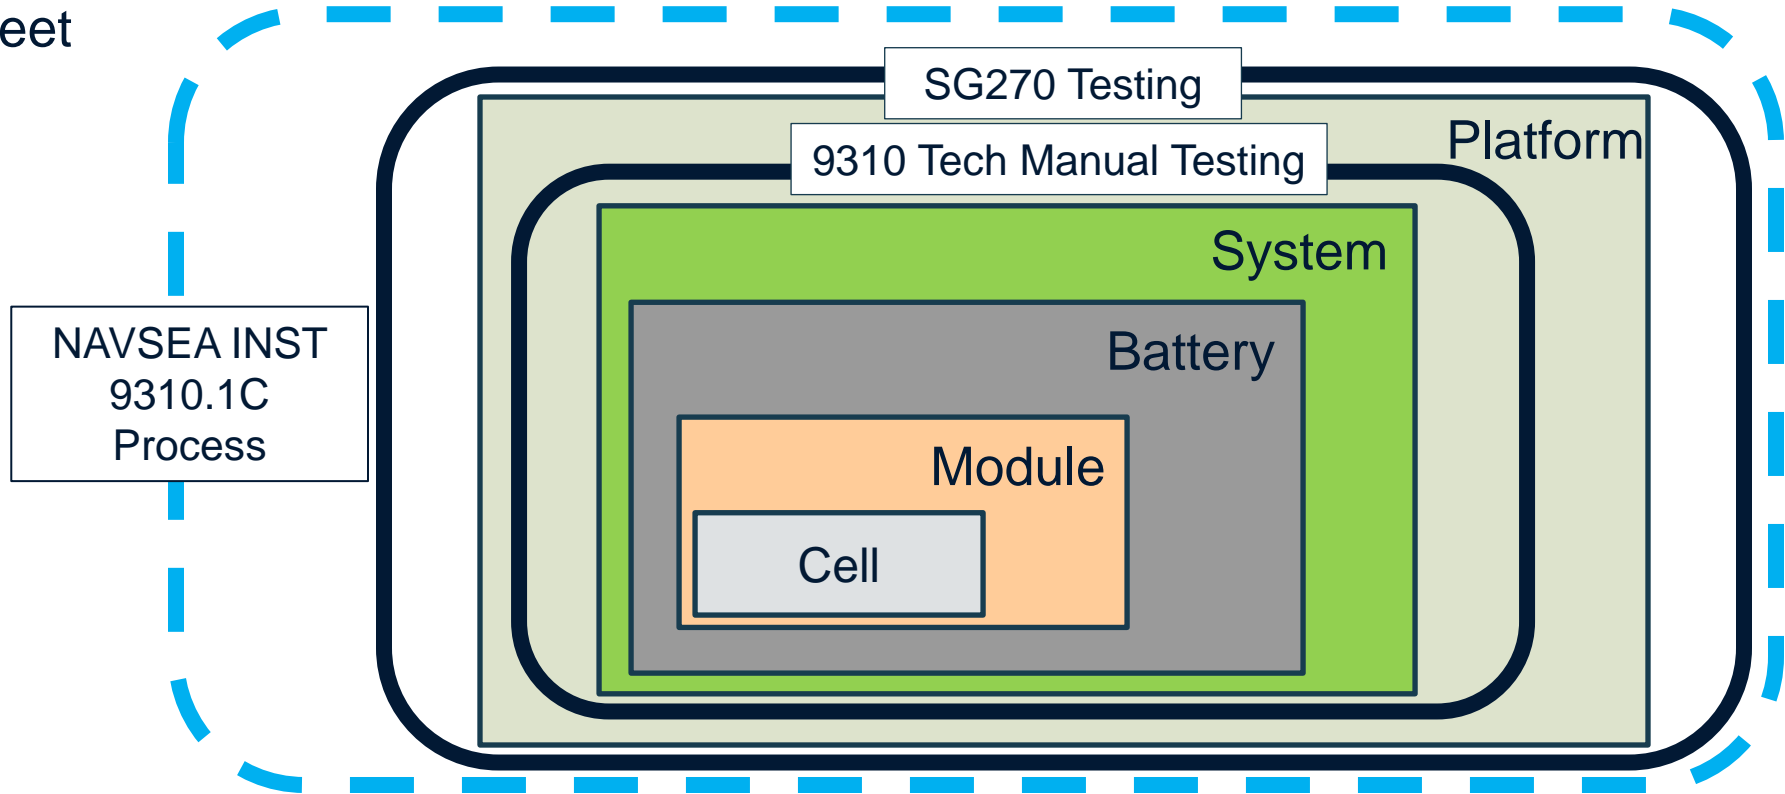 eet
SG270 Testing
Platform
9310 Tech Manual Testing
System
NAVSEA INST
9310.1C
Process
Battery
Module
Cell